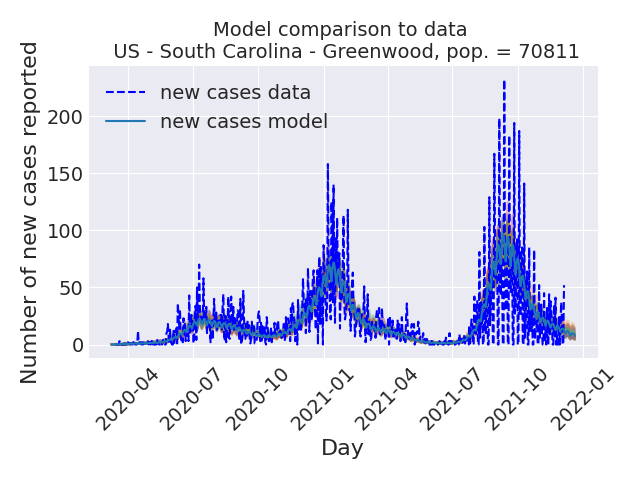 Model comparison to data
US - South Carolina - Greenwood, pop. = 70811
new cases data
new cases model
Number of new cases reported
200
150
100
50
0
2020-04
2020-07
2020-10
2021-01
2021-04
2021-07
2021-10
2022-01
Day